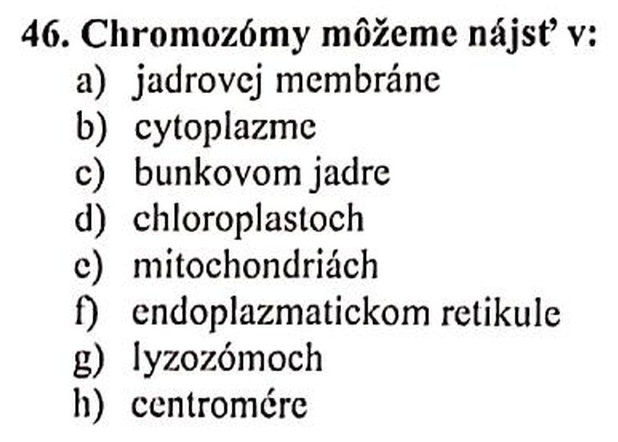 46. Chromozómy môžeme nájsť v:
a) jadrovej membráne
b) cytoplazme
c) bunkovom jadre
d) chloroplastoch
e) mitochondriách
f) endoplazmatickom retikule
g) lyzozómoch
h) centromére